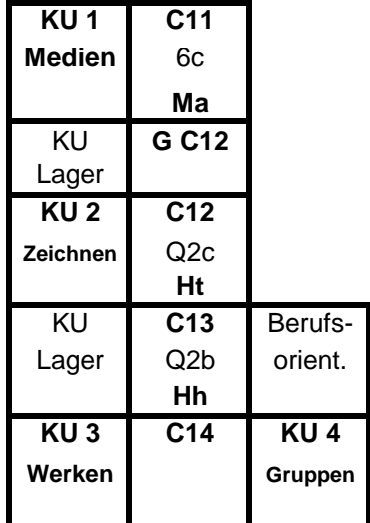 KU 1
Medien
C11
6c
Ma
KU
Lager
G C12
KU 2
Zeichnen
C12
Q2c
Ht
KU
Lager
C13
Q2b
Hh
Berufs-
orient.
KU 3
Werken
C14
KU 4
Gruppen